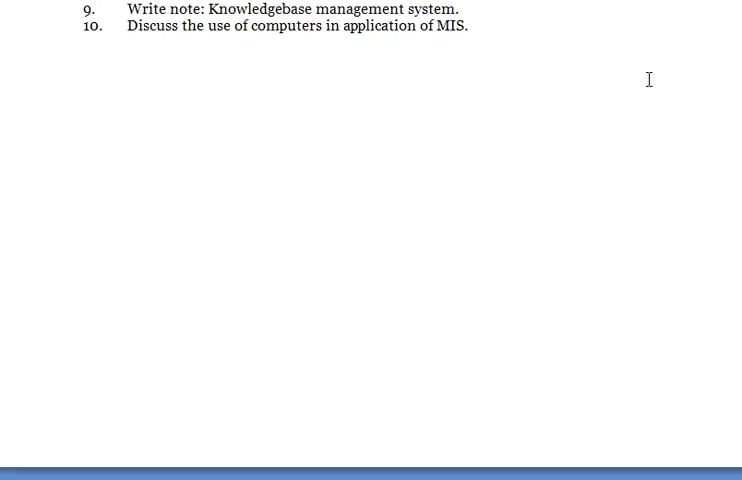 9. Write note: Knowledgebase management system.
10. Discuss the use of computers in application of MIS.